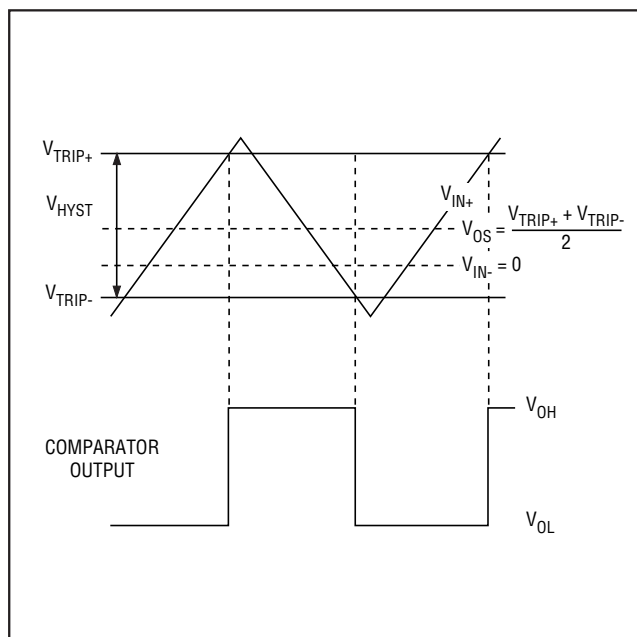 V_TRIP+
V_HYST
V_IN+
V_OS = (V_TRIP+ + V_TRIP-) / 2
V_IN- = 0
V_TRIP-
V_OH
COMPARATOR
OUTPUT
V_OL